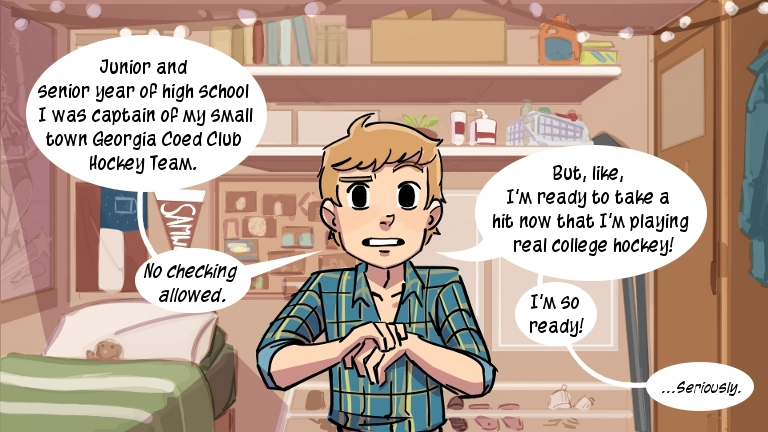 Junior and
senior year of high school
I was captain of my small
town Georgia Coed Club
Hockey Team.
No checking
allowed.
But, like,
I'm ready to take a
hit now that I'm playing
real college hockey!
I'm so
ready!
...Seriously.
SAMW